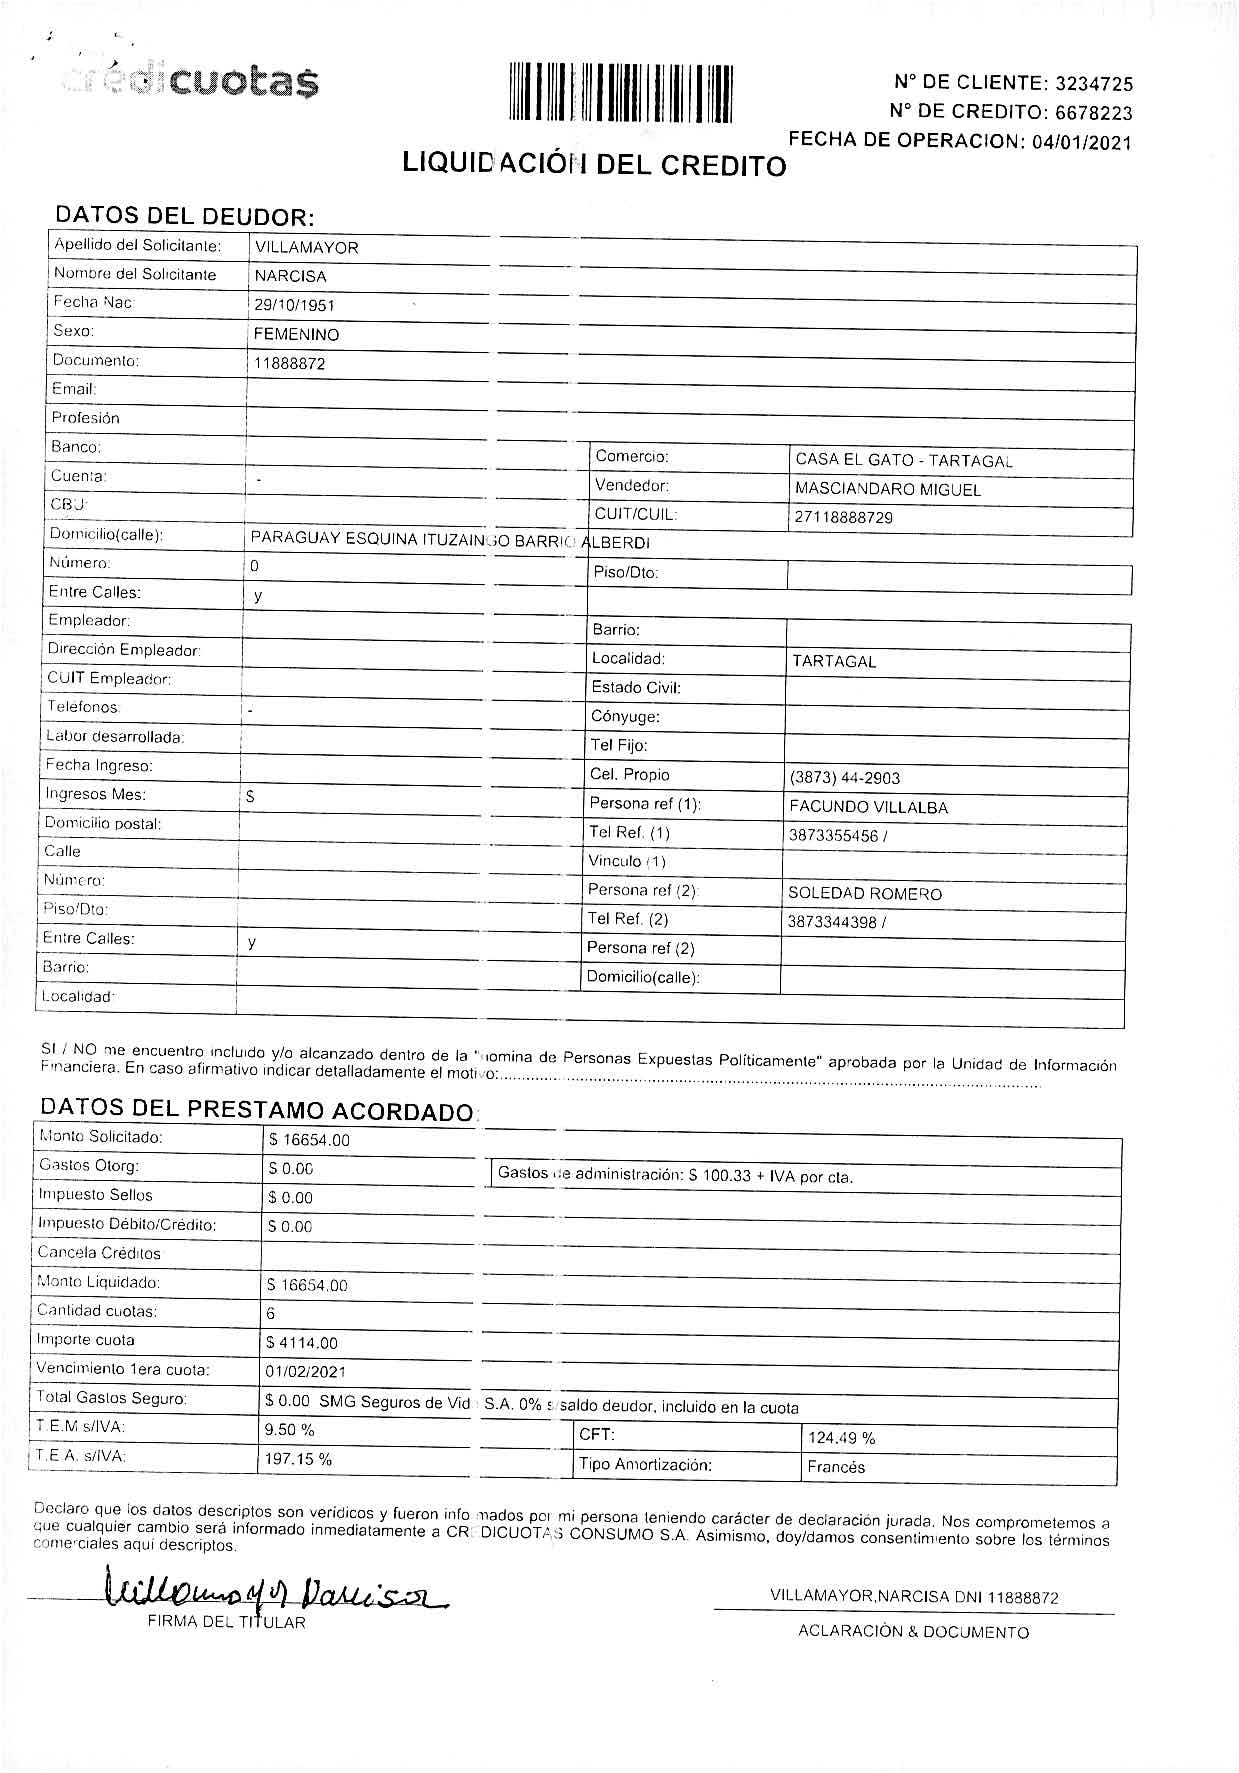 crédicuotas
N° DE CLIENTE: 3234725
N° DE CREDITO: 6678223
FECHA DE OPERACION: 04/01/2021
LIQUIDACIÓN DEL CREDITO
DATOS DEL DEUDOR:
Apellido del Solicitante: VILLAMAYOR
Nombre del Solicitante NARCISA
Fecha Nac: 29/10/1951
Sexo: FEMENINO
Documento: 11888872
Email:
Profesión
Banco: Comercio: CASA EL GATO - TARTAGAL
Cuenta: - Vendedor: MASCIANDARO MIGUEL
CBU: CUIT/CUIL: 27118888729
Domicilio(calle): PARAGUAY ESQUINA ITUZAINGO BARRIO ALBERDI
Número: 0 Piso/Dto:
Entre Calles: y
Empleador: Barrio:
Dirección Empleador: Localidad: TARTAGAL
CUIT Empleador: Estado Civil:
Telefonos: - Cónyuge:
Labor desarrollada: Tel Fijo:
Fecha Ingreso: Cel. Propio (3873) 44-2903
Ingresos Mes: $ Persona ref (1): FACUNDO VILLALBA
Domicilio postal: Tel Ref. (1) 3873355456 /
Calle Vinculo (1)
Número: Persona ref (2): SOLEDAD ROMERO
Piso/Dto: Tel Ref. (2) 3873344398 /
Entre Calles: y Persona ref (2)
Barrio: Domicilio(calle):
Localidad:
SI / NO me encuentro incluido y/o alcanzado dentro de la "nomina de Personas Expuestas Políticamente" aprobada por la Unidad de Información
Financiera. En caso afirmativo indicar detalladamente el motivo:................
DATOS DEL PRESTAMO ACORDADO:
Monto Solicitado: $ 16654.00
Gastos Otorg: $ 0.00 Gastos de administración: $ 100.33 + IVA por cta.
Impuesto Sellos $ 0.00
Impuesto Débito/Crédito: $ 0.00
Cancela Créditos
Monto Liquidado: $ 16654.00
Cantidad cuotas: 6
Importe cuota $ 4114.00
Vencimiento 1era cuota: 01/02/2021
Total Gastos Seguro: $ 0.00 SMG Seguros de Vida S.A. 0% s/saldo deudor, incluido en la cuota
T.E.M s/IVA: 9.50 % CFT: 124.49 %
T.E.A. s/IVA: 197.15 % Tipo Amortización: Francés
Declaro que los datos descriptos son verídicos y fueron informados por mi persona teniendo carácter de declaración jurada. Nos comprometemos a
que cualquier cambio será informado inmediatamente a CREDICUOTAS CONSUMO S.A. Asimismo, doy/damos consentimiento sobre los términos
comerciales aquí descriptos.
Villamayor Narcisa
FIRMA DEL TITULAR
VILLAMAYOR,NARCISA DNI 11888872
ACLARACIÓN & DOCUMENTO